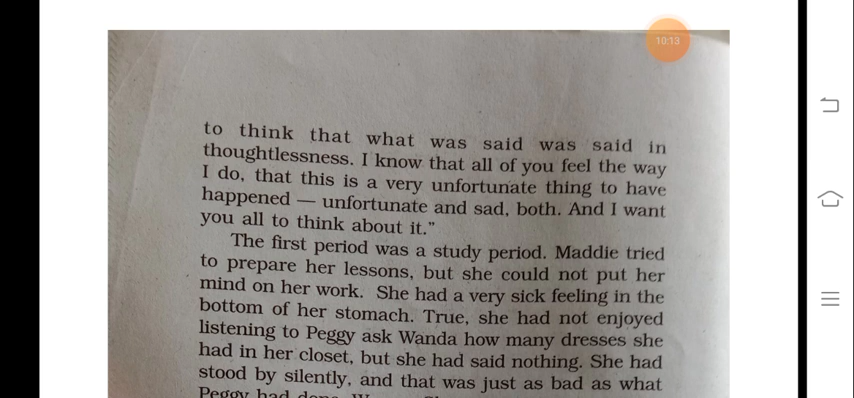 10:13
to think that what was said was said in
thoughtlessness. I know that all of you feel the way
I do, that this is a very unfortunate thing to have
happened — unfortunate and sad, both. And I want
you all to think about it."
The first period was a study period. Maddie tried
to prepare her lessons, but she could not put her
mind on her work. She had a very sick feeling in the
bottom of her stomach. True, she had not enjoyed
listening to Peggy ask Wanda how many dresses she
had in her closet, but she had said nothing. She had
stood by silently, and that was just as bad as what
Peggy had done.